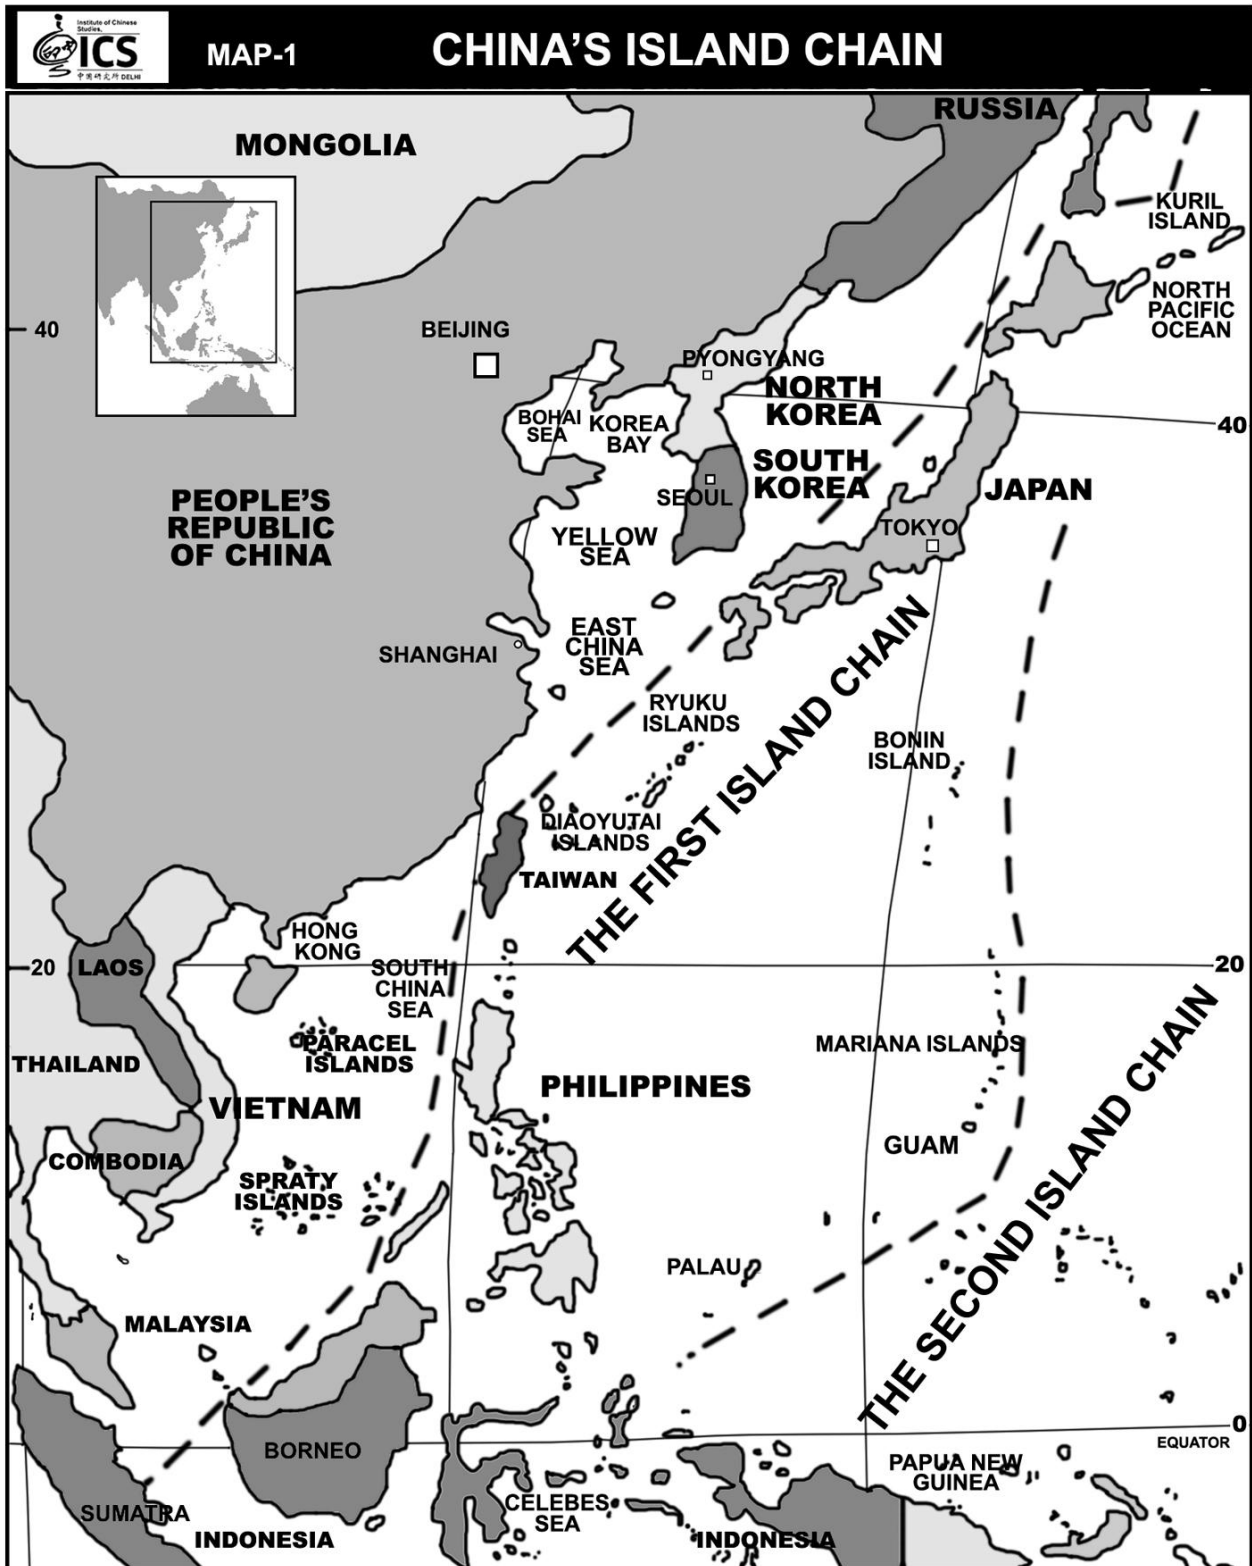 Institute of Chinese
Studies,
ICS
中国研究所 DELHI
MAP-1
CHINA'S ISLAND CHAIN
RUSSIA
MONGOLIA
KURIL
ISLAND
NORTH
PACIFIC
OCEAN
40
BEIJING
PYONGYANG
NORTH
KOREA
BOHAI
SEA
KOREA
BAY
40
SOUTH
KOREA
SEOUL
JAPAN
PEOPLE'S
REPUBLIC
OF CHINA
TOKYO
YELLOW
SEA
EAST
CHINA
SEA
SHANGHAI
RYUKU
ISLANDS
THE FIRST ISLAND CHAIN
BONIN
ISLAND
DIAOYUTAI
ISLANDS
TAIWAN
HONG
KONG
LAOS
20
SOUTH
CHINA
SEA
20
PARACEL
ISLANDS
MARIANA ISLANDS
THAILAND
PHILIPPINES
VIETNAM
GUAM
COMBODIA
SPRATY
ISLANDS
THE SECOND ISLAND CHAIN
PALAU
MALAYSIA
0
EQUATOR
BORNEO
PAPUA NEW
GUINEA
SUMATRA
CELEBES
SEA
INDONESIA
INDONESIA